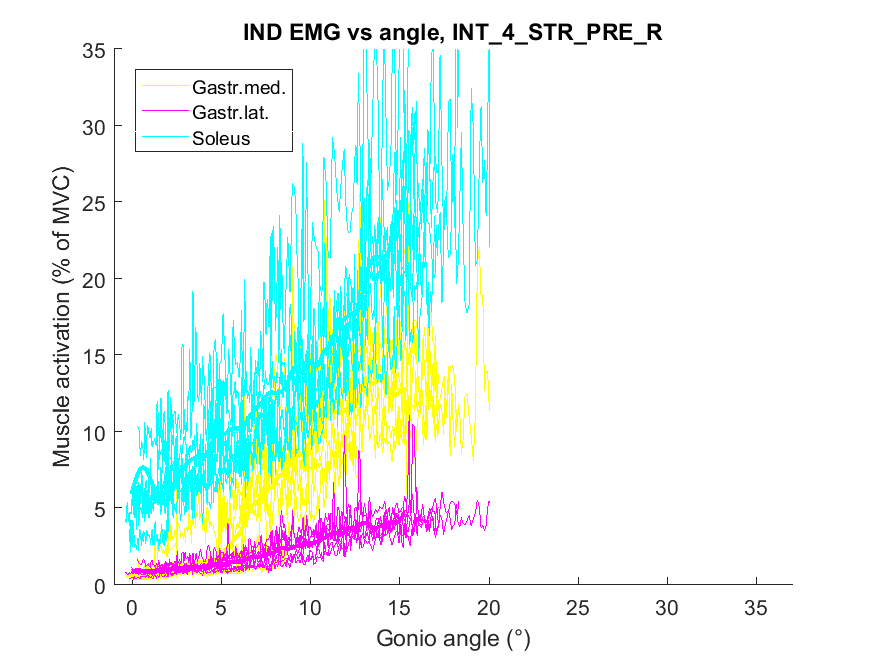 IND EMG vs angle, INT_4_STR_PRE_R
35
30
25
20
15
10
5
0
Muscle activation (% of MVC)
Gastr.med.
Gastr.lat.
Soleus
0 5 10 15 20 25 30 35
Gonio angle (°)